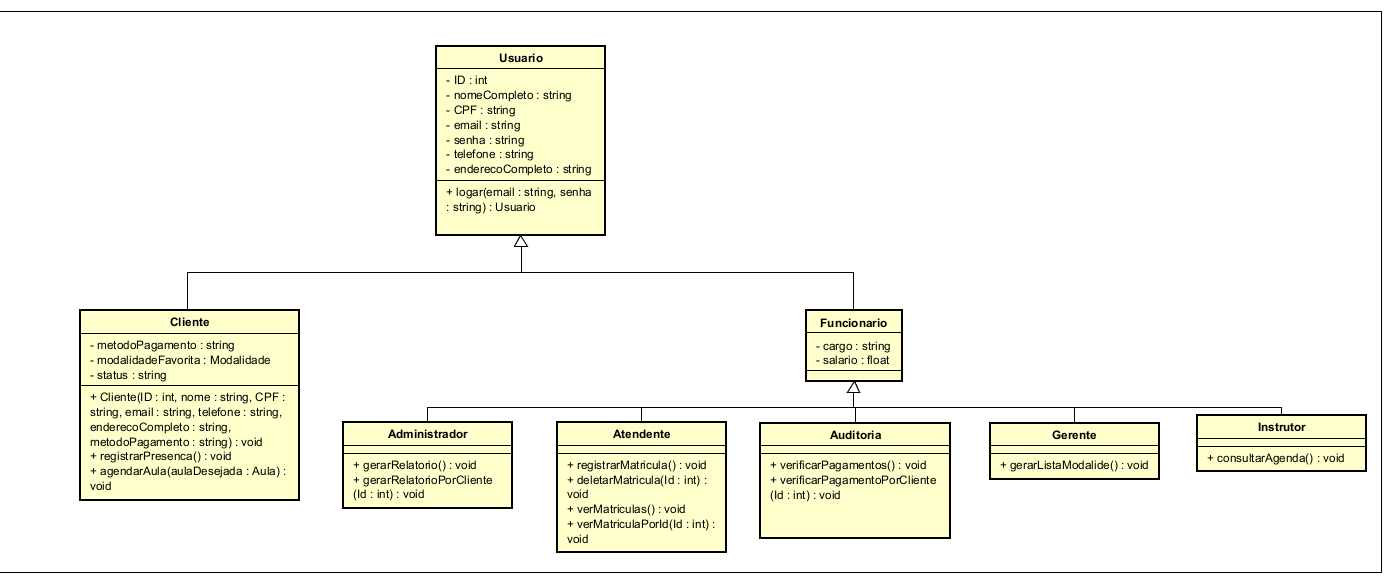 Usuario
- ID : int
- nomeCompleto : string
- CPF : string
- email : string
- senha : string
- telefone : string
- enderecoCompleto : string
+ logar(email : string, senha
: string) : Usuario
Cliente
- metodoPagamento : string
- modalidadeFavorita : Modalidade
- status : string
+ Cliente(ID : int, nome : string, CPF :
string, email : string, telefone : string,
enderecoCompleto : string,
metodoPagamento : string) : void
+ registrarPresenca() : void
+ agendarAula(aulaDesejada : Aula) :
void
Funcionario
- cargo : string
- salario : float
Administrador
+ gerarRelatorio() : void
+ gerarRelatorioPorCliente
(Id : int) : void
Atendente
+ registrarMatricula() : void
+ deletarMatricula(Id : int) :
void
+ verMatriculas() : void
+ verMatriculaPorId(Id : int) :
void
Auditoria
+ verificarPagamentos() : void
+ verificarPagamentoPorCliente
(Id : int) : void
Gerente
+ gerarListaModalide() : void
Instrutor
+ consultarAgenda() : void